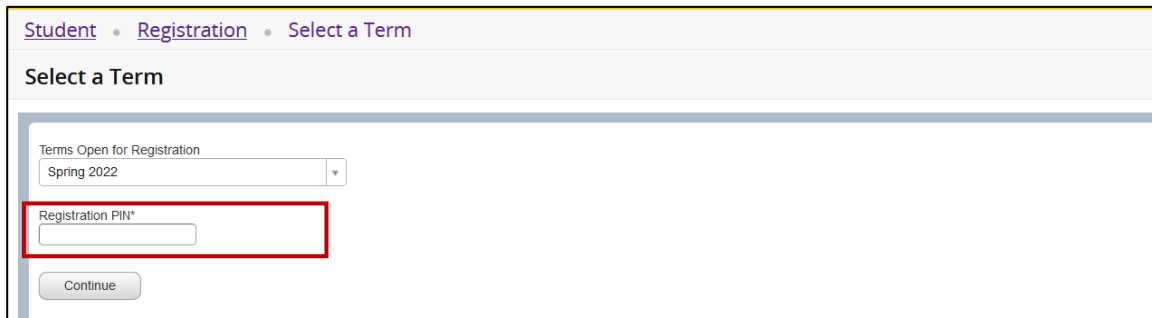 Student • Registration • Select a Term
Select a Term
Terms Open for Registration
Spring 2022
Registration PIN*
Continue